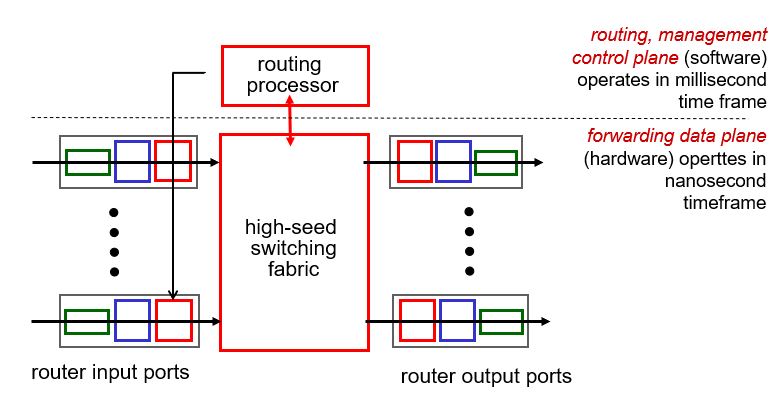 routing, management
control plane (software)
operates in millisecond
time frame
routing
processor
forwarding data plane
(hardware) operttes in
nanosecond
timeframe
high-seed
switching
fabric
router input ports
router output ports